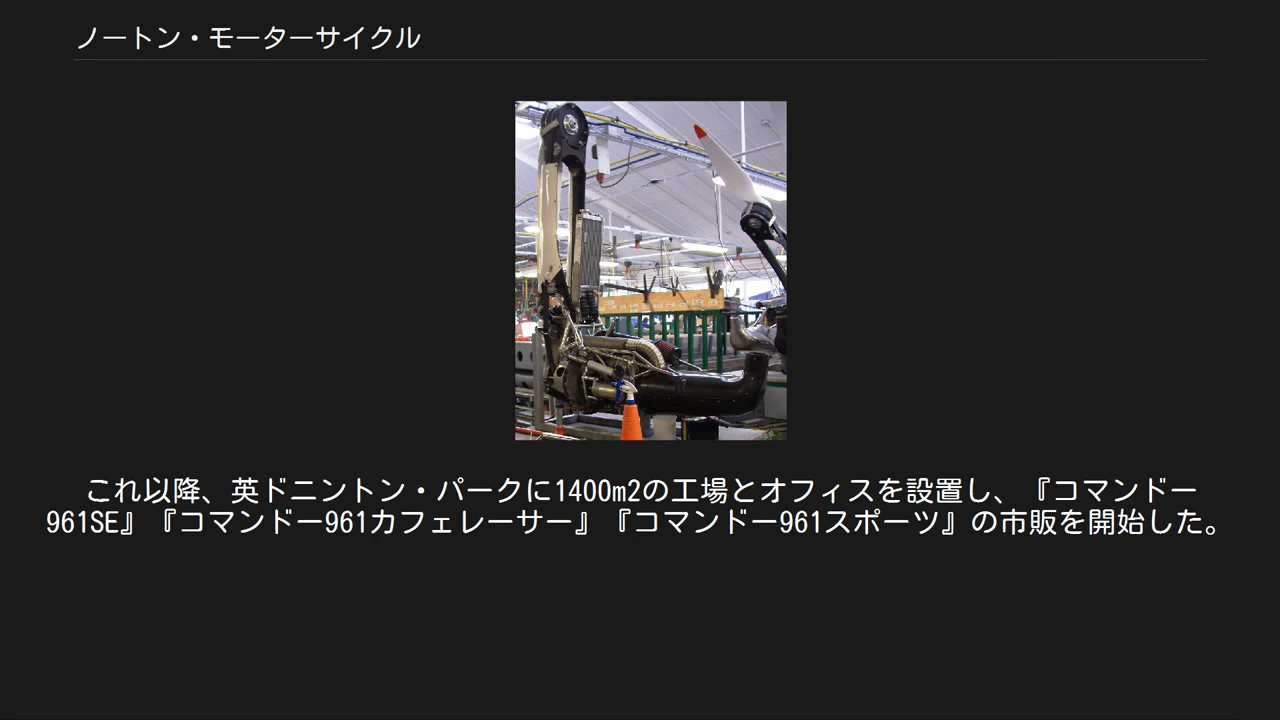 ノートン・モーターサイクル
これ以降、英ドニントン・パークに1400m2の工場とオフィスを設置し、『コマンドー
961SE』『コマンドー961カフェレーサー』『コマンドー961スポーツ』の市販を開始した。